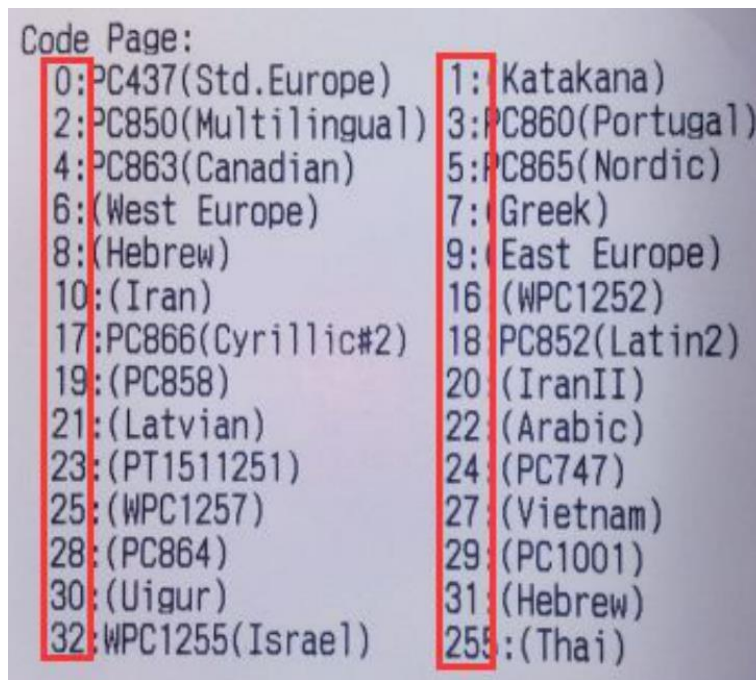 Code Page:
0:PC437(Std.Europe) 1:(Katakana)
2:PC850(Multilingual) 3:PC860(Portugal)
4:PC863(Canadian) 5:PC865(Nordic)
6:(West Europe) 7:(Greek)
8:(Hebrew) 9:(East Europe)
10:(Iran) 16:(WPC1252)
17:PC866(Cyrillic#2) 18:PC852(Latin2)
19:(PC858) 20:(IranII)
21:(Latvian) 22:(Arabic)
23:(PT1511251) 24:(PC747)
25:(WPC1257) 27:(Vietnam)
28:(PC864) 29:(PC1001)
30:(Uigur) 31:(Hebrew)
32:WPC1255(Israel) 255:(Thai)